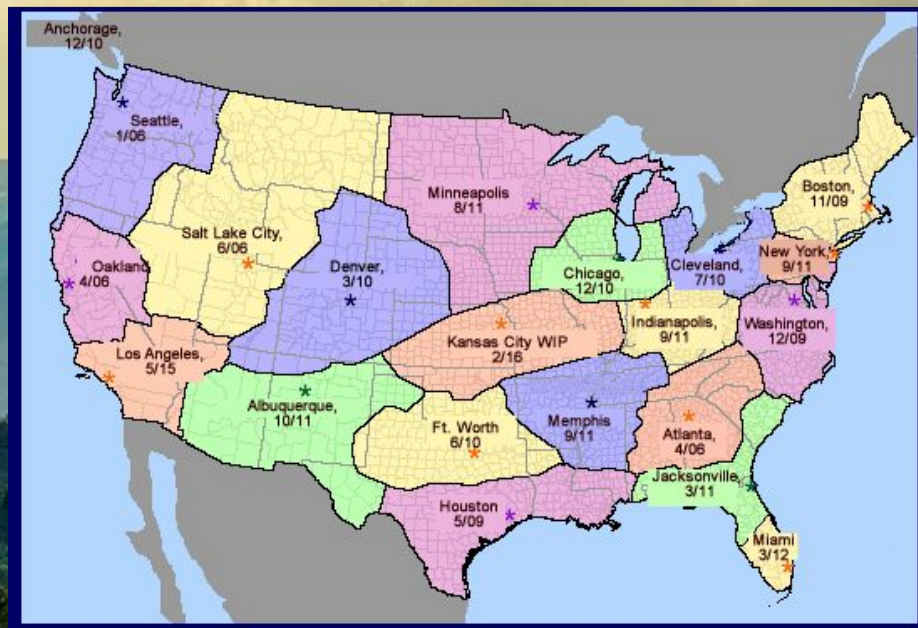 Anchorage,
12/10
Seattle,
1/06
Minneapolis
8/11
Boston,
11/09
Salt Lake City,
6/06
Oakland
4/06
Denver,
3/10
Chicago,
12/10
Cleveland,
7/10
New York,
9/11
Indianapolis,
9/11
Washington,
12/09
Kansas City WIP
2/16
Los Angeles,
5/15
Albuquerque,
10/11
Ft. Worth
6/10
Memphis
9/11
Atlanta,
4/06
Jacksonville,
3/11
Houston
5/09
Miami
3/12